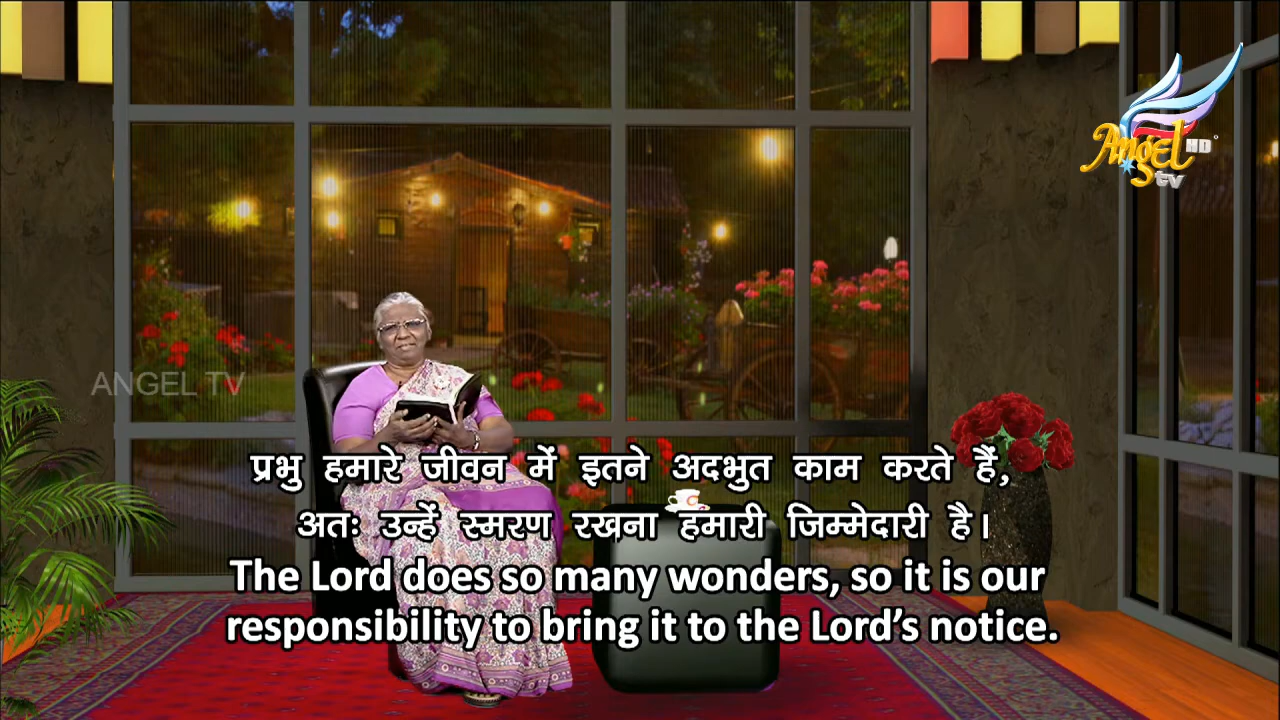 Angel HD
tv
ANGEL TV
प्रभु हमारे जीवन में इतने अदभुत काम करते हैं,
अतः उन्हें स्मरण रखना हमारी जिम्मेदारी है।
The Lord does so many wonders, so it is our
responsibility to bring it to the Lord's notice.